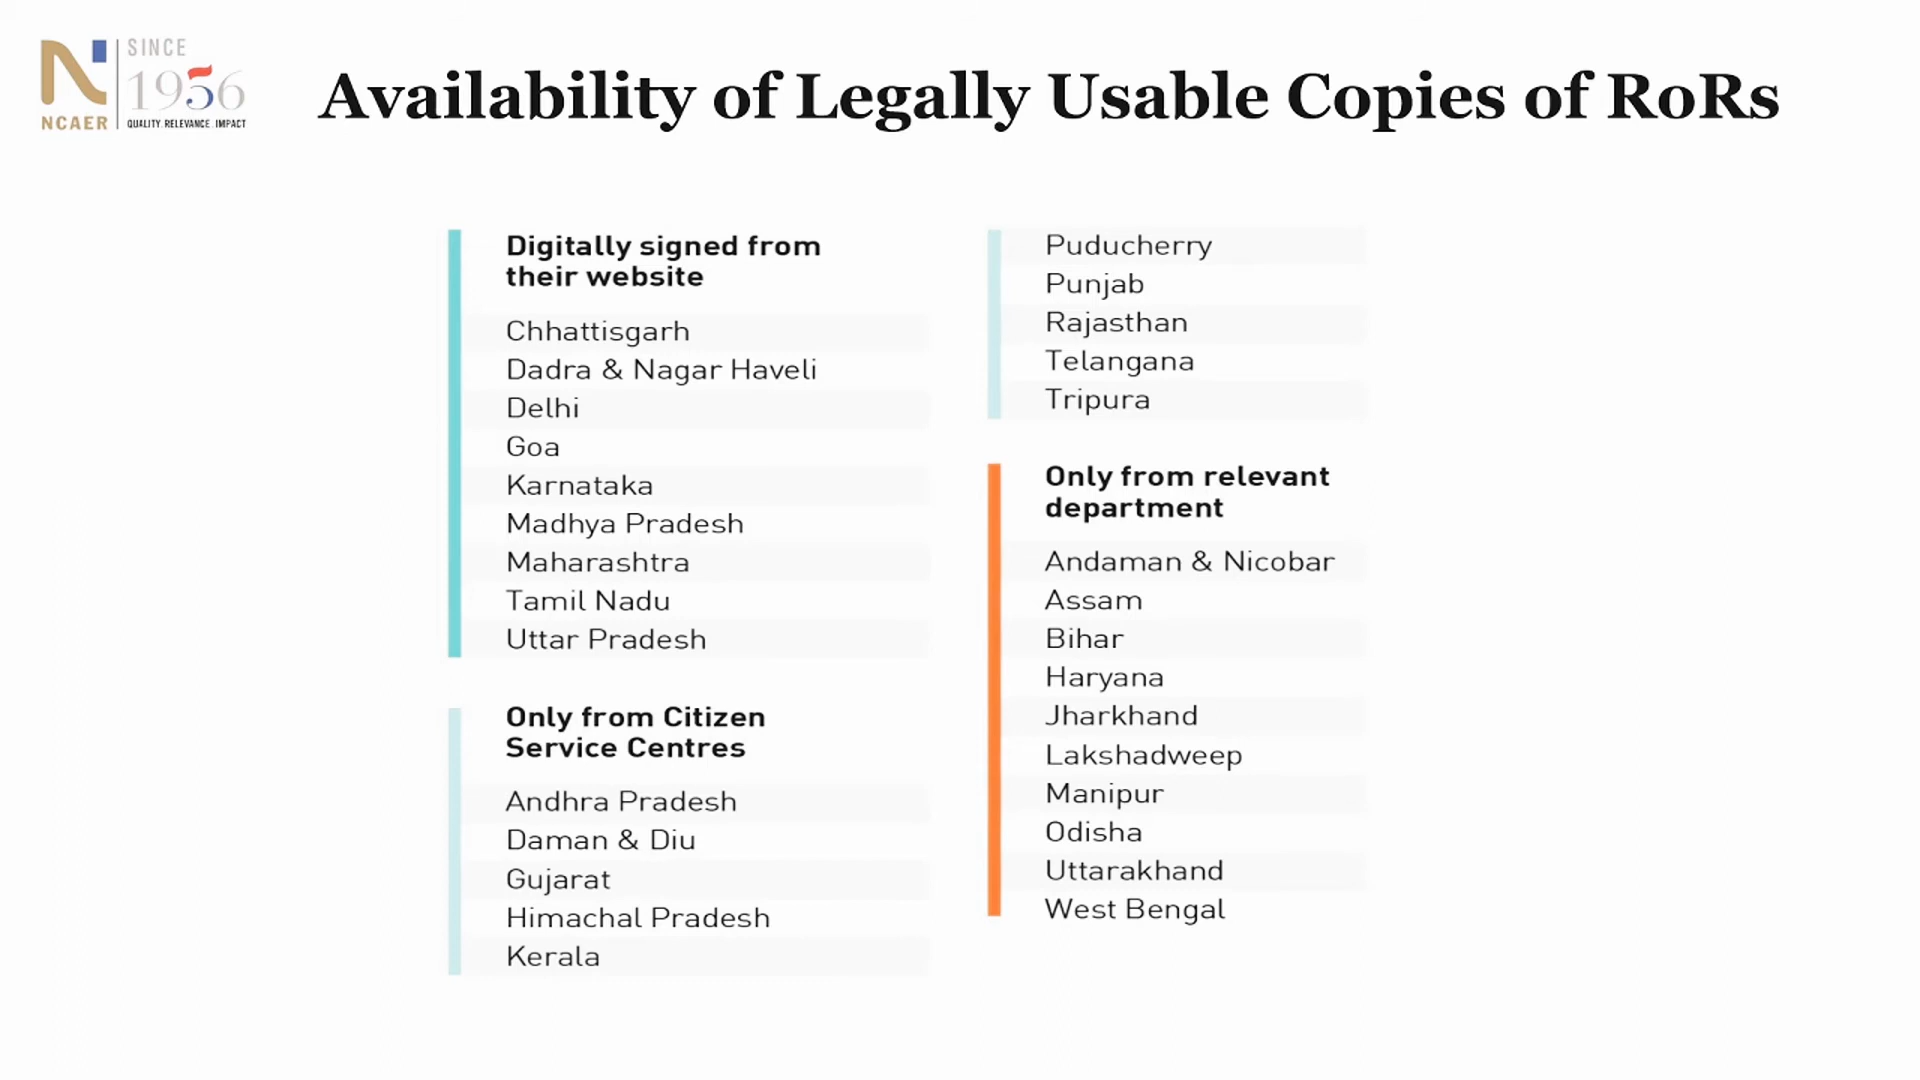 SINCE
1956
NCAER
QUALITY. RELEVANCE. IMPACT
Availability of Legally Usable Copies of RoRs
Digitally signed from
their website
Chhattisgarh
Dadra & Nagar Haveli
Delhi
Goa
Karnataka
Madhya Pradesh
Maharashtra
Tamil Nadu
Uttar Pradesh
Only from Citizen
Service Centres
Andhra Pradesh
Daman & Diu
Gujarat
Himachal Pradesh
Kerala
Puducherry
Punjab
Rajasthan
Telangana
Tripura
Only from relevant
department
Andaman & Nicobar
Assam
Bihar
Haryana
Jharkhand
Lakshadweep
Manipur
Odisha
Uttarakhand
West Bengal